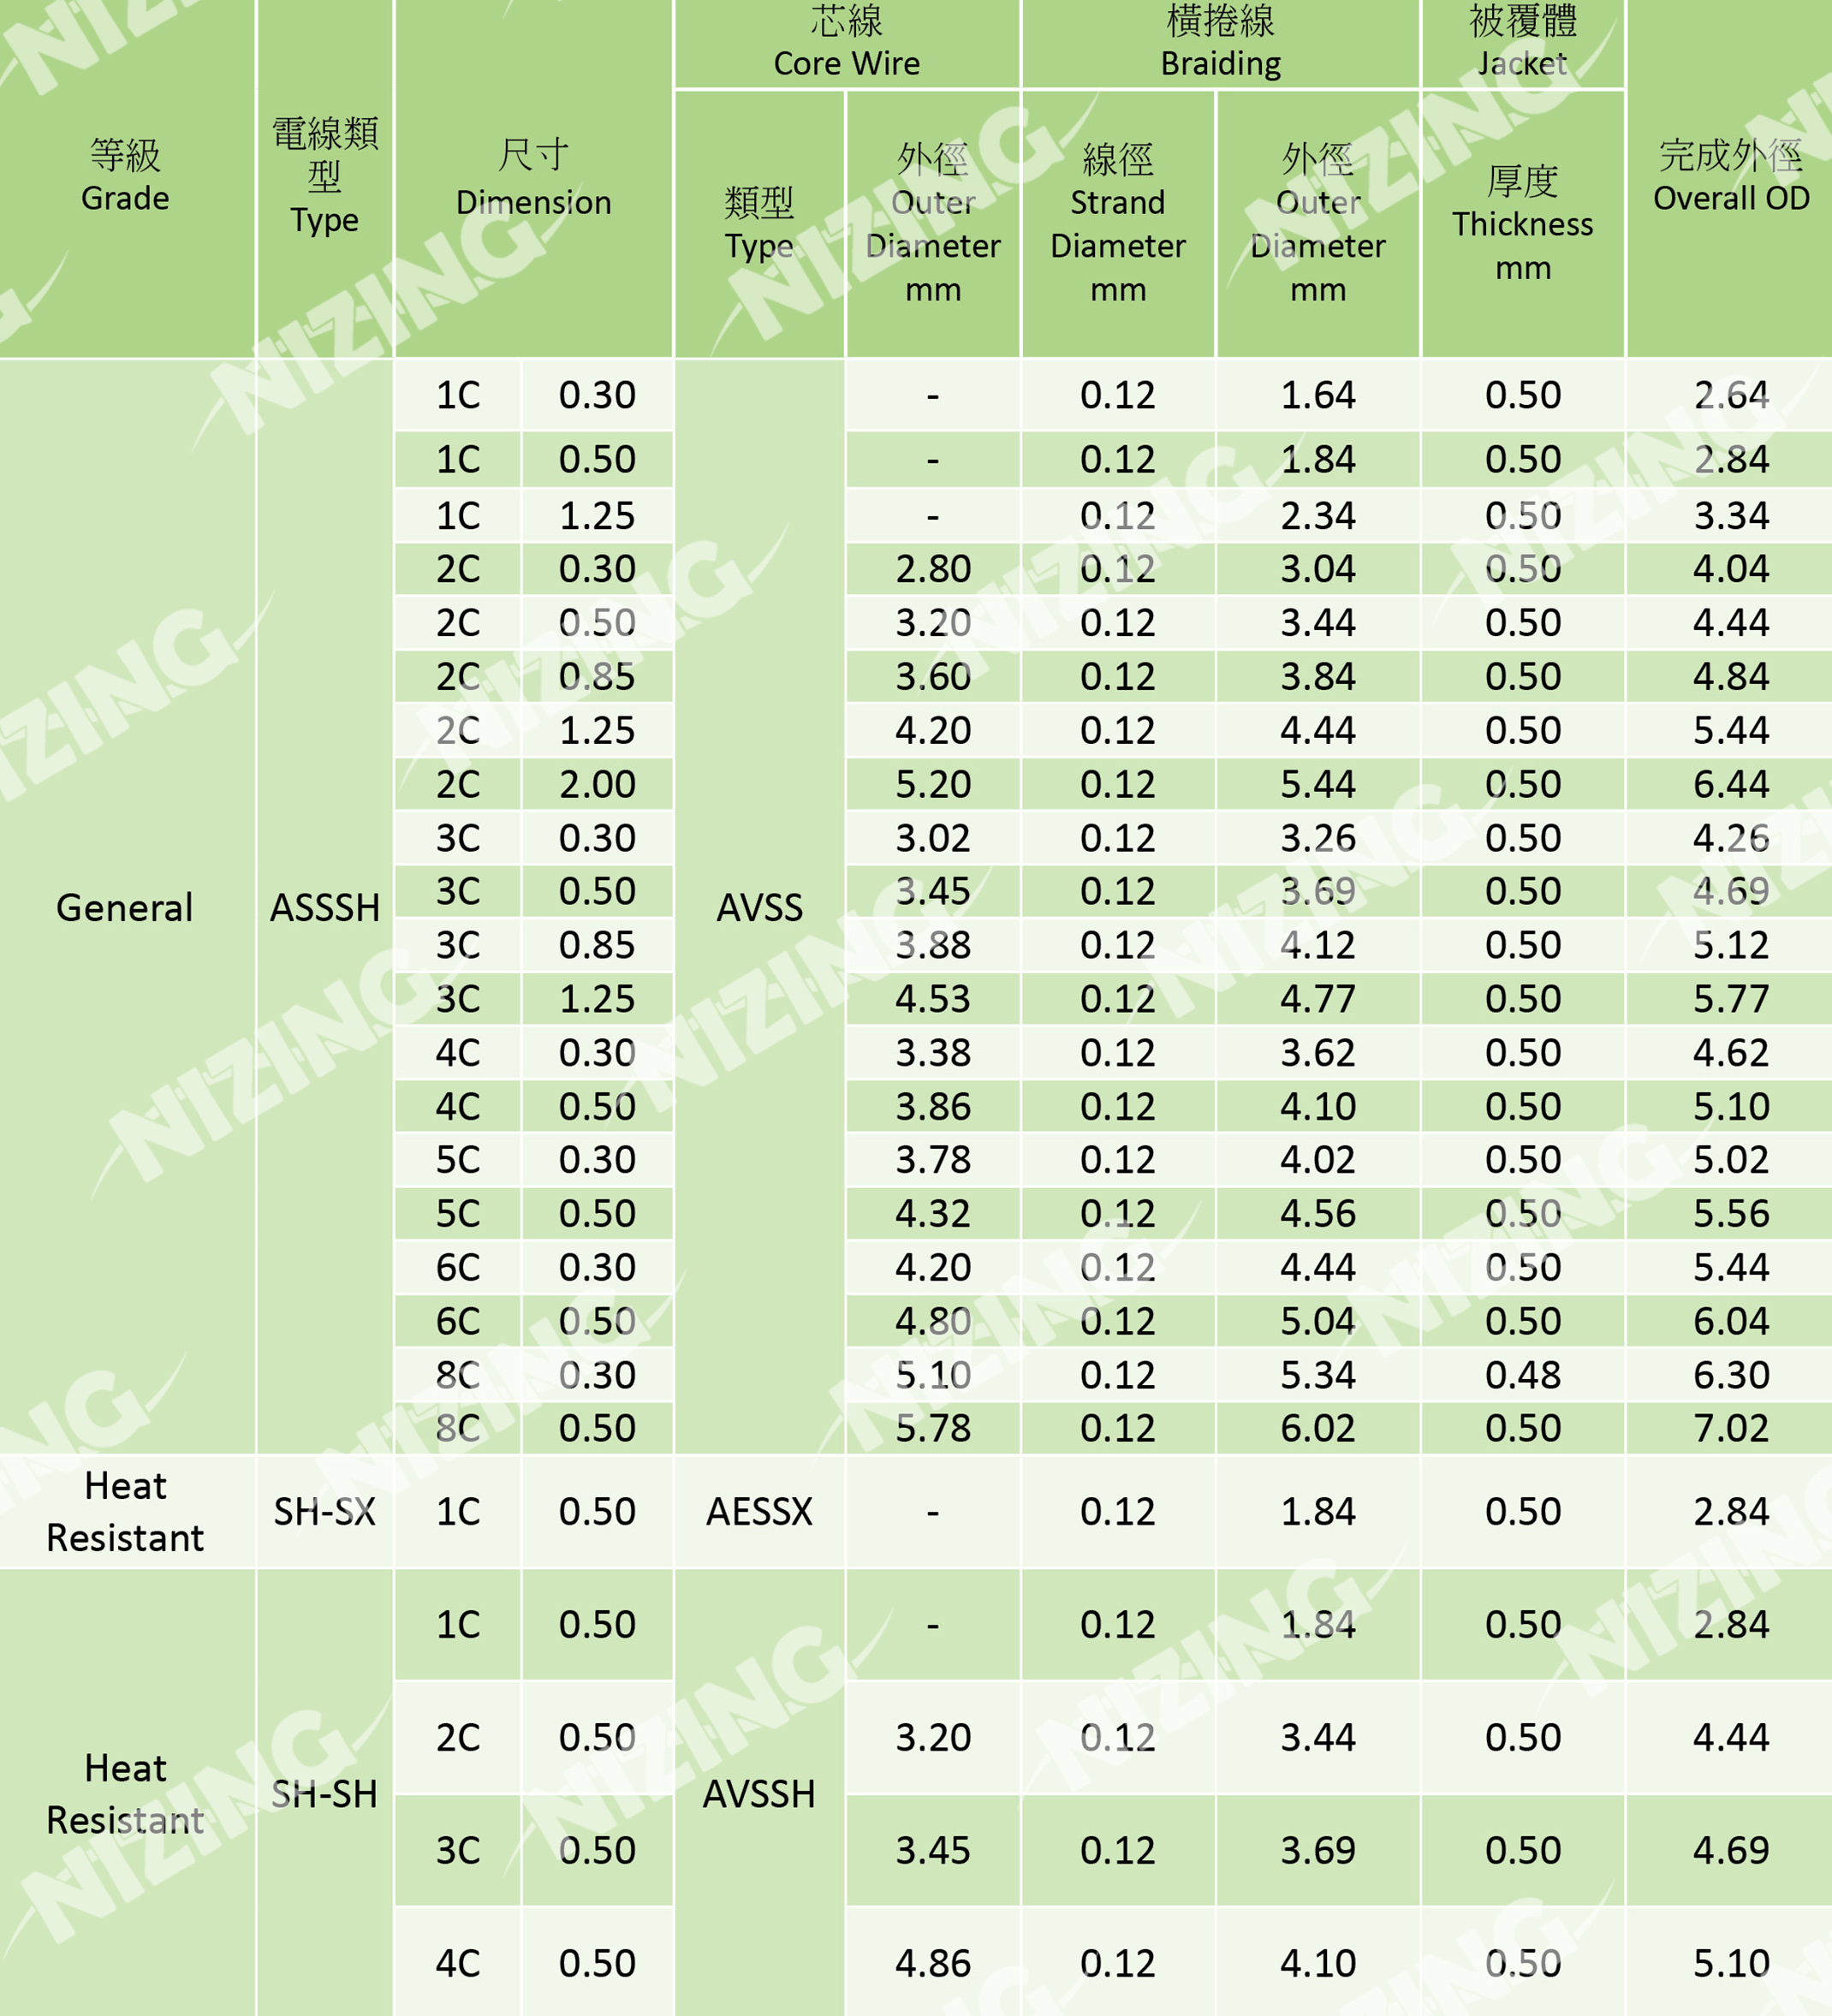 芯線
Core Wire
橫捲線
Braiding
被覆體
Jacket
等級
Grade
電線類
型
Type
尺寸
Dimension
類型
Type
外徑
Outer
Diameter
mm
線徑
Strand
Diameter
mm
外徑
Outer
Diameter
mm
厚度
Thickness
mm
完成外徑
Overall OD
General
ASSSH
AVSS
1C 0.30 - 0.12 1.64 0.50 2.64
1C 0.50 - 0.12 1.84 0.50 2.84
1C 1.25 - 0.12 2.34 0.50 3.34
2C 0.30 2.80 0.12 3.04 0.50 4.04
2C 0.50 3.20 0.12 3.44 0.50 4.44
2C 0.85 3.60 0.12 3.84 0.50 4.84
2C 1.25 4.20 0.12 4.44 0.50 5.44
2C 2.00 5.20 0.12 5.44 0.50 6.44
3C 0.30 3.02 0.12 3.26 0.50 4.26
3C 0.50 3.45 0.12 3.69 0.50 4.69
3C 0.85 3.88 0.12 4.12 0.50 5.12
3C 1.25 4.53 0.12 4.77 0.50 5.77
4C 0.30 3.38 0.12 3.62 0.50 4.62
4C 0.50 3.86 0.12 4.10 0.50 5.10
5C 0.30 3.78 0.12 4.02 0.50 5.02
5C 0.50 4.32 0.12 4.56 0.50 5.56
6C 0.30 4.20 0.12 4.44 0.50 5.44
6C 0.50 4.80 0.12 5.04 0.50 6.04
8C 0.30 5.10 0.12 5.34 0.48 6.30
8C 0.50 5.78 0.12 6.02 0.50 7.02
Heat
Resistant
SH-SX 1C 0.50 AESSX - 0.12 1.84 0.50 2.84
Heat
Resistant
SH-SH
AVSSH
1C 0.50 - 0.12 1.84 0.50 2.84
2C 0.50 3.20 0.12 3.44 0.50 4.44
3C 0.50 3.45 0.12 3.69 0.50 4.69
4C 0.50 4.86 0.12 4.10 0.50 5.10
NIZING